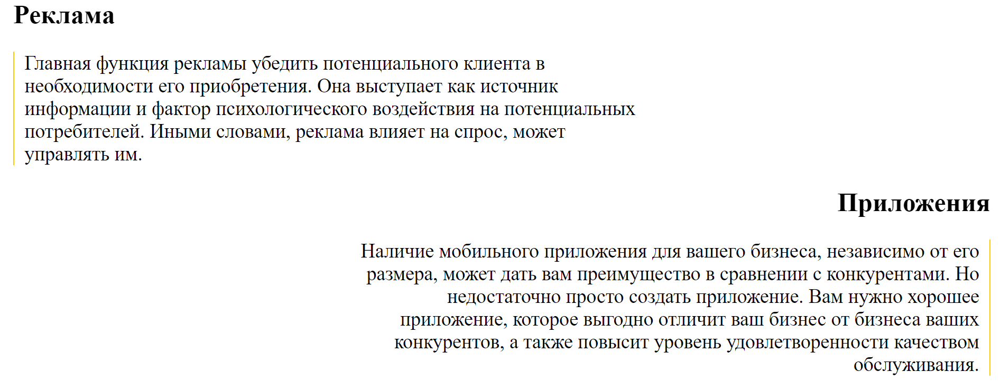 Реклама
Главная функция рекламы убедить потенциального клиента в
необходимости его приобретения. Она выступает как источник
информации и фактор психологического воздействия на потенциальных
потребителей. Иными словами, реклама влияет на спрос, может
управлять им.
Приложения
Наличие мобильного приложения для вашего бизнеса, независимо от его
размера, может дать вам преимущество в сравнении с конкурентами. Но
недостаточно просто создать приложение. Вам нужно хорошее
приложение, которое выгодно отличит ваш бизнес от бизнеса ваших
конкурентов, а также повысит уровень удовлетворенности качеством
обслуживания.